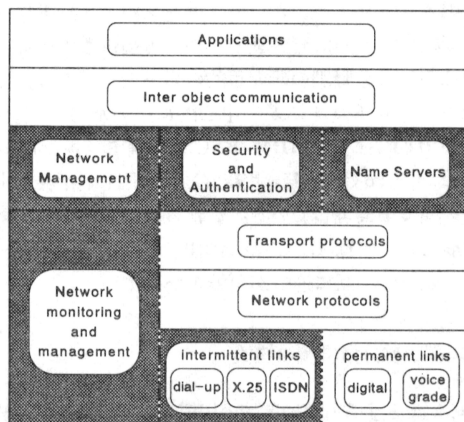 Applications
Inter object communication
Network
Management
Security
and
Authentication
Name Servers
Transport protocols
Network protocols
Network
monitoring
and
management
intermittent links
dial-up
X.25
ISDN
permanent links
digital
voice
grade